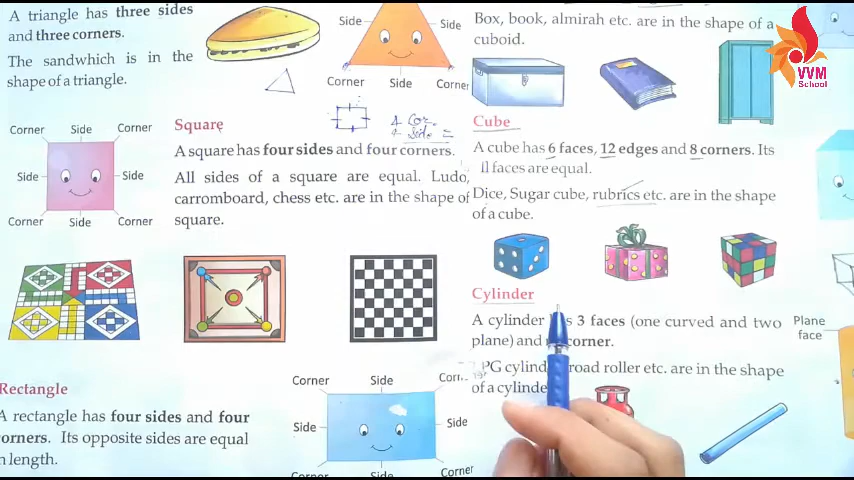 A triangle has three sides
and three corners.
The sandwhich is in the
shape of a triangle.
Side
Side
Corner
Side
Corner
Corner
Side
Corner
Side
Side
Corner
Side
Corner
Square
4 Cor.
4 Side
A square has four sides and four corners.
All sides of a square are equal. Ludo,
carromboard, chess etc. are in the shape of
square.
Rectangle
A rectangle has four sides and four
corners. Its opposite sides are equal
in length.
Corner
Side
Side
Side
Side
Corner
Corner
Box, book, almirah etc. are in the shape of a
cuboid.
Cube
A cube has 6 faces, 12 edges and 8 corners. Its
faces are equal.
Dice, Sugar cube, rubrics etc. are in the shape
of a cube.
Cylinder
A cylinder 3 faces (one curved and two
plane) and corner.
road roller etc. are in the shape
of a
Plane
face
VVM
School